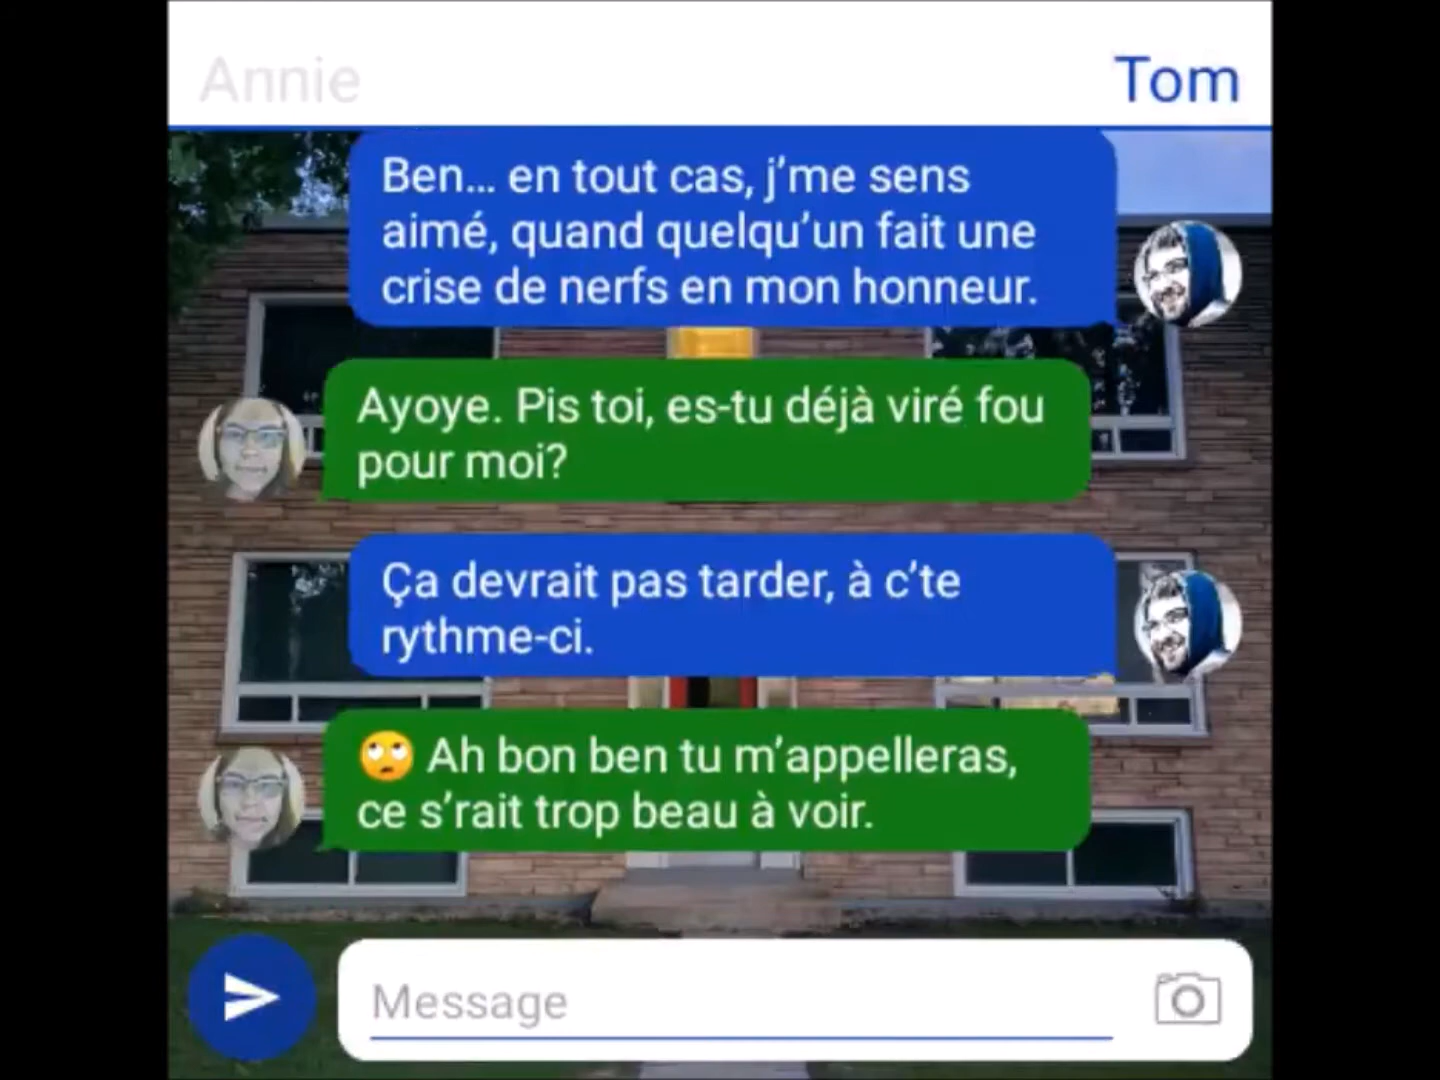 Annie
Tom
Ben... en tout cas, j'me sens
aimé, quand quelqu'un fait une
crise de nerfs en mon honneur.
Ayoye. Pis toi, es-tu déjà viré fou
pour moi?
Ça devrait pas tarder, à c'te
rythme-ci.
🙄 Ah bon ben tu m'appelleras,
ce s'rait trop beau à voir.
Message